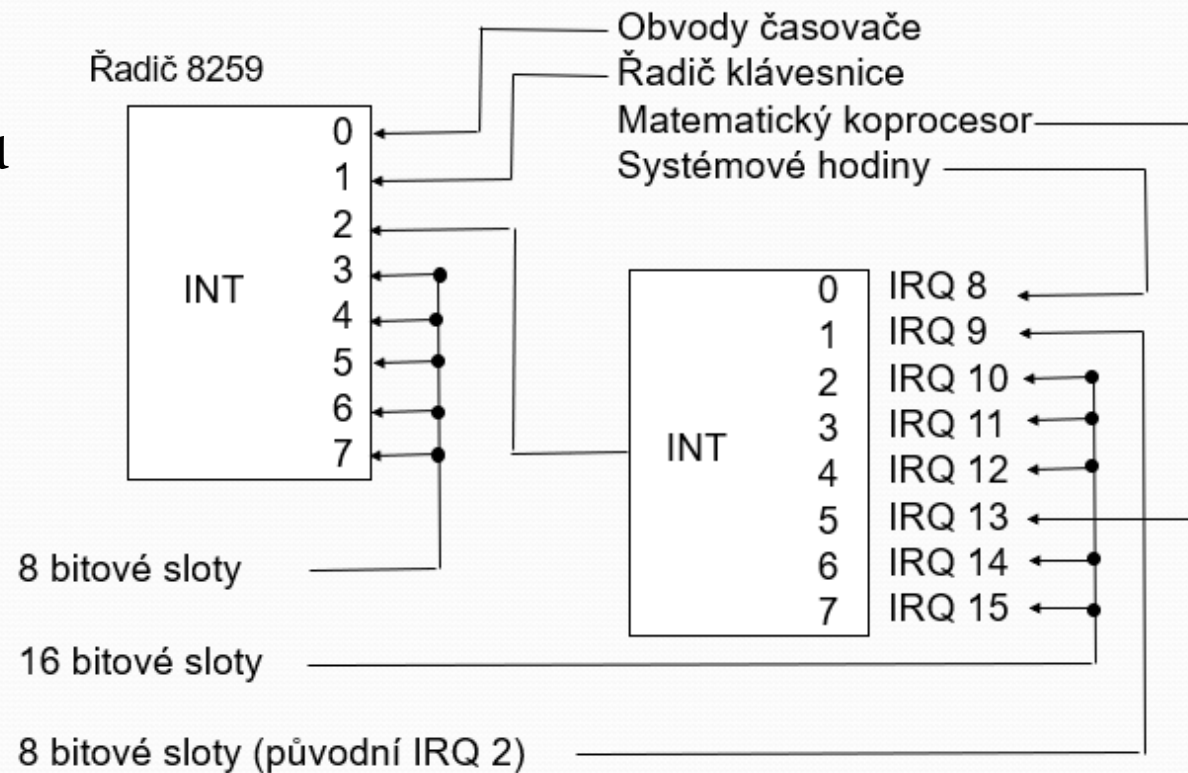 Obvody časovače
Řadič 8259
Řadič klávesnice
Matematický koprocesor
Systémové hodiny
0
1
2
3
4
5
6
7
INT
0 IRQ 8
1 IRQ 9
2 IRQ 10
3 IRQ 11
4 IRQ 12
5 IRQ 13
6 IRQ 14
7 IRQ 15
INT
8 bitové sloty
16 bitové sloty
8 bitové sloty (původní IRQ 2)